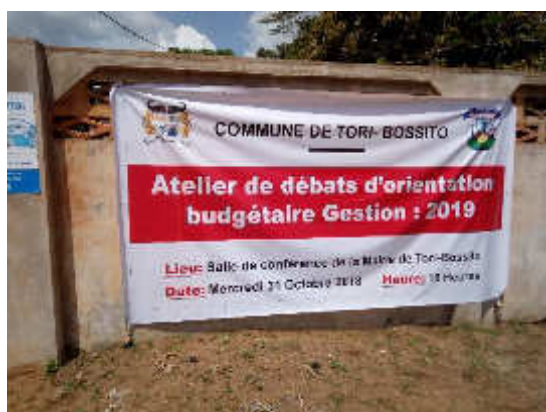 COMMUNE DE TORI-BOSSITO
Atelier de débats d'orientation
budgétaire Gestion : 2019
Lieu: Salle de conférence de la Mairie de Tori-Bossito
Date: Mercredi 31 Octobre 2018 Heure: 10 Heures